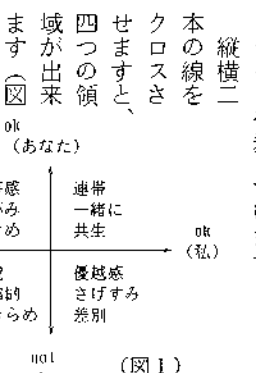 縦横二
本の線を
クロスさ
せますと、
四つの領
域が出来
ます（図
ok
（あなた）
連帯
一緒に
共生
ok
（私）
優越感
さげすみ
差別
not
（図1）